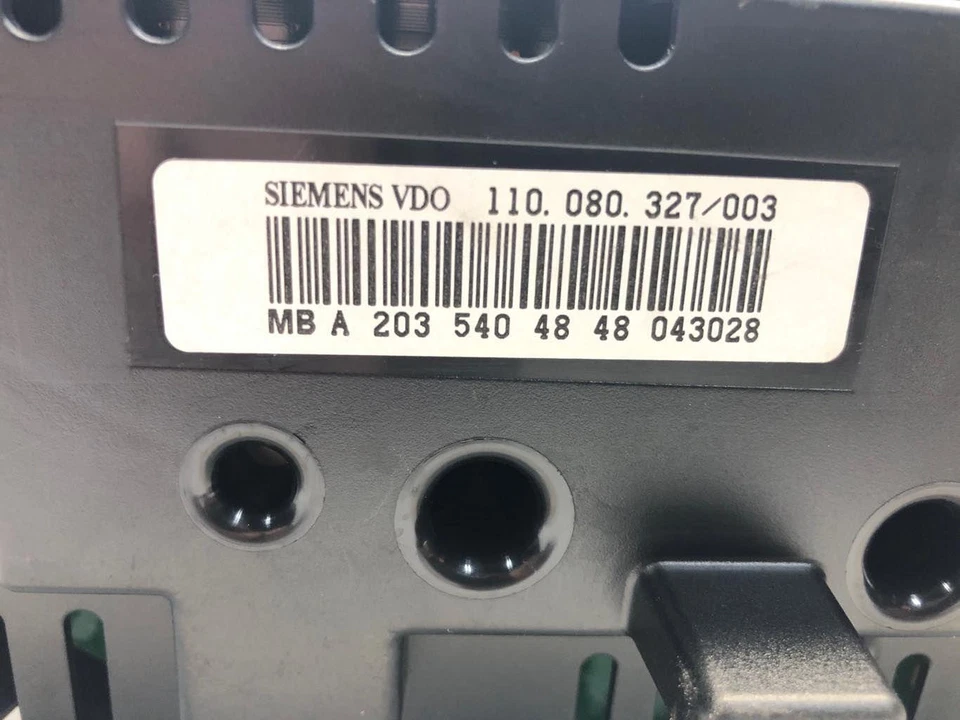 SIEMENS VDO 110.080.327/003
MB A 203 540 48 48 043028